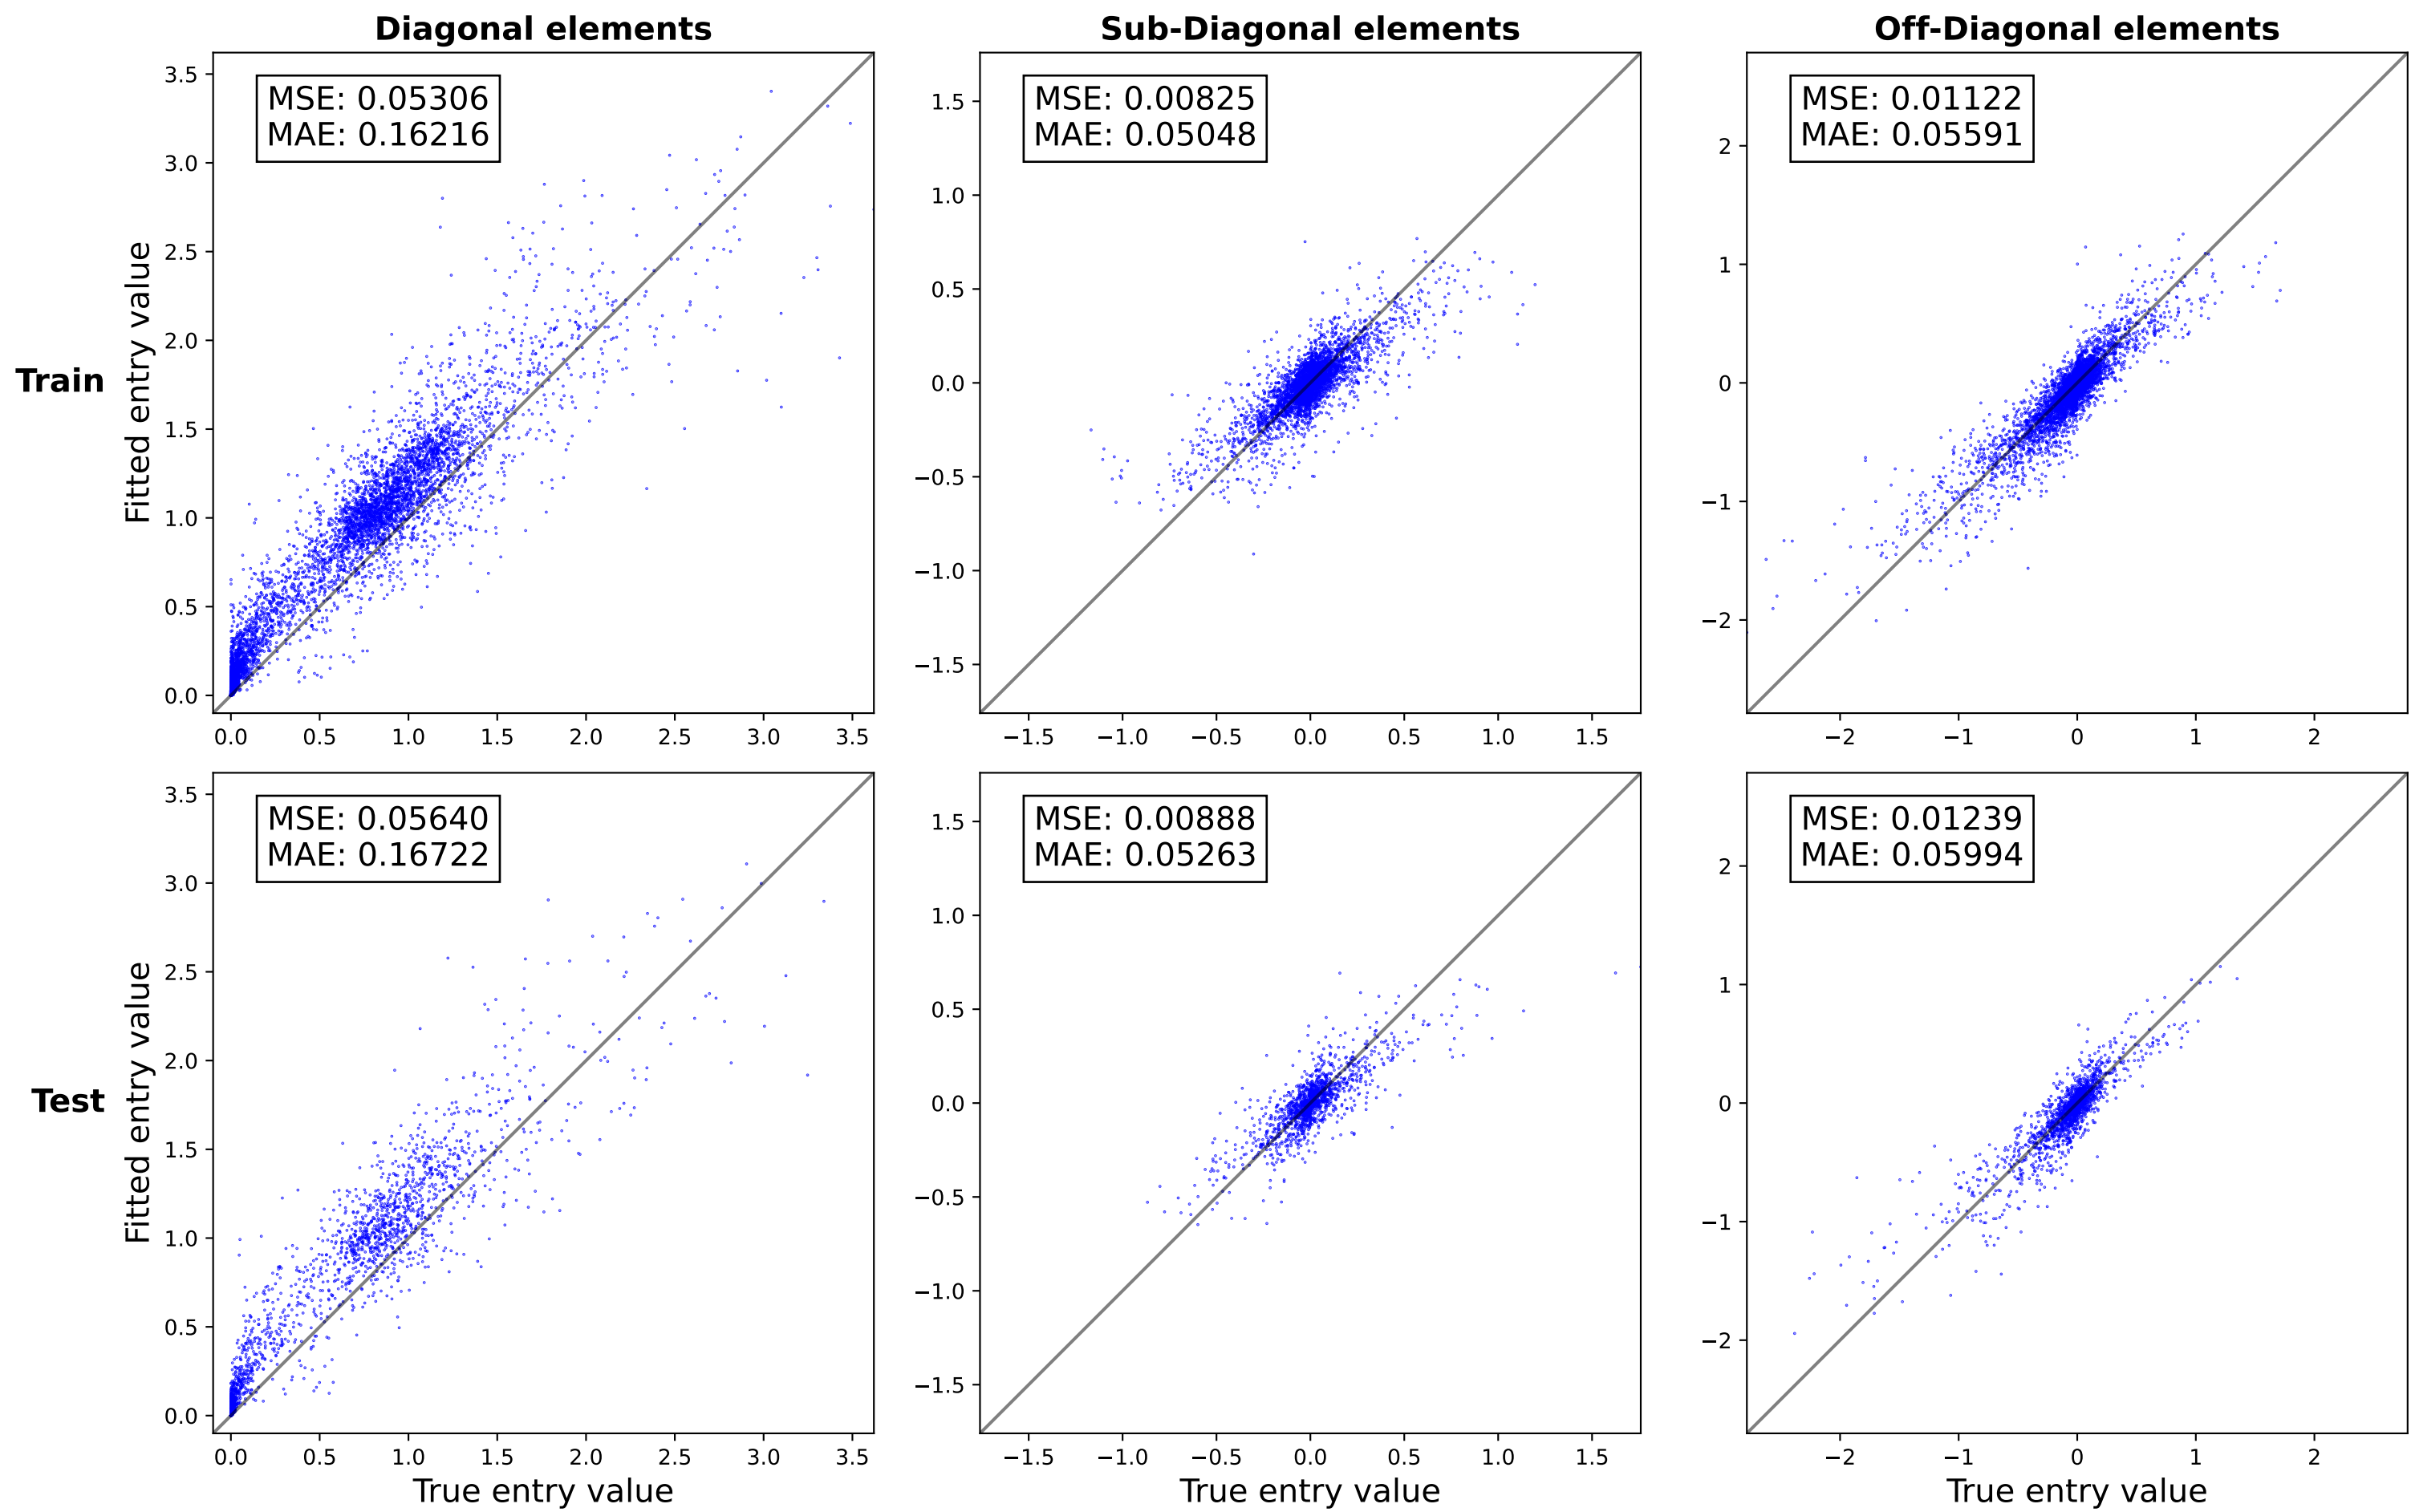 Diagonal elements
Sub-Diagonal elements
Off-Diagonal elements
Train
Fitted entry value
3.5
3.0
2.5
2.0
1.5
1.0
0.5
0.0
MSE: 0.05306
MAE: 0.16216
0.0 0.5 1.0 1.5 2.0 2.5 3.0 3.5
1.5
1.0
0.5
0.0
−0.5
−1.0
−1.5
MSE: 0.00825
MAE: 0.05048
−1.5 −1.0 −0.5 0.0 0.5 1.0 1.5
2
1
0
−1
−2
MSE: 0.01122
MAE: 0.05591
−2 −1 0 1 2
Test
Fitted entry value
3.5
3.0
2.5
2.0
1.5
1.0
0.5
0.0
MSE: 0.05640
MAE: 0.16722
0.0 0.5 1.0 1.5 2.0 2.5 3.0 3.5
True entry value
1.5
1.0
0.5
0.0
−0.5
−1.0
−1.5
MSE: 0.00888
MAE: 0.05263
−1.5 −1.0 −0.5 0.0 0.5 1.0 1.5
True entry value
2
1
0
−1
−2
MSE: 0.01239
MAE: 0.05994
−2 −1 0 1 2
True entry value